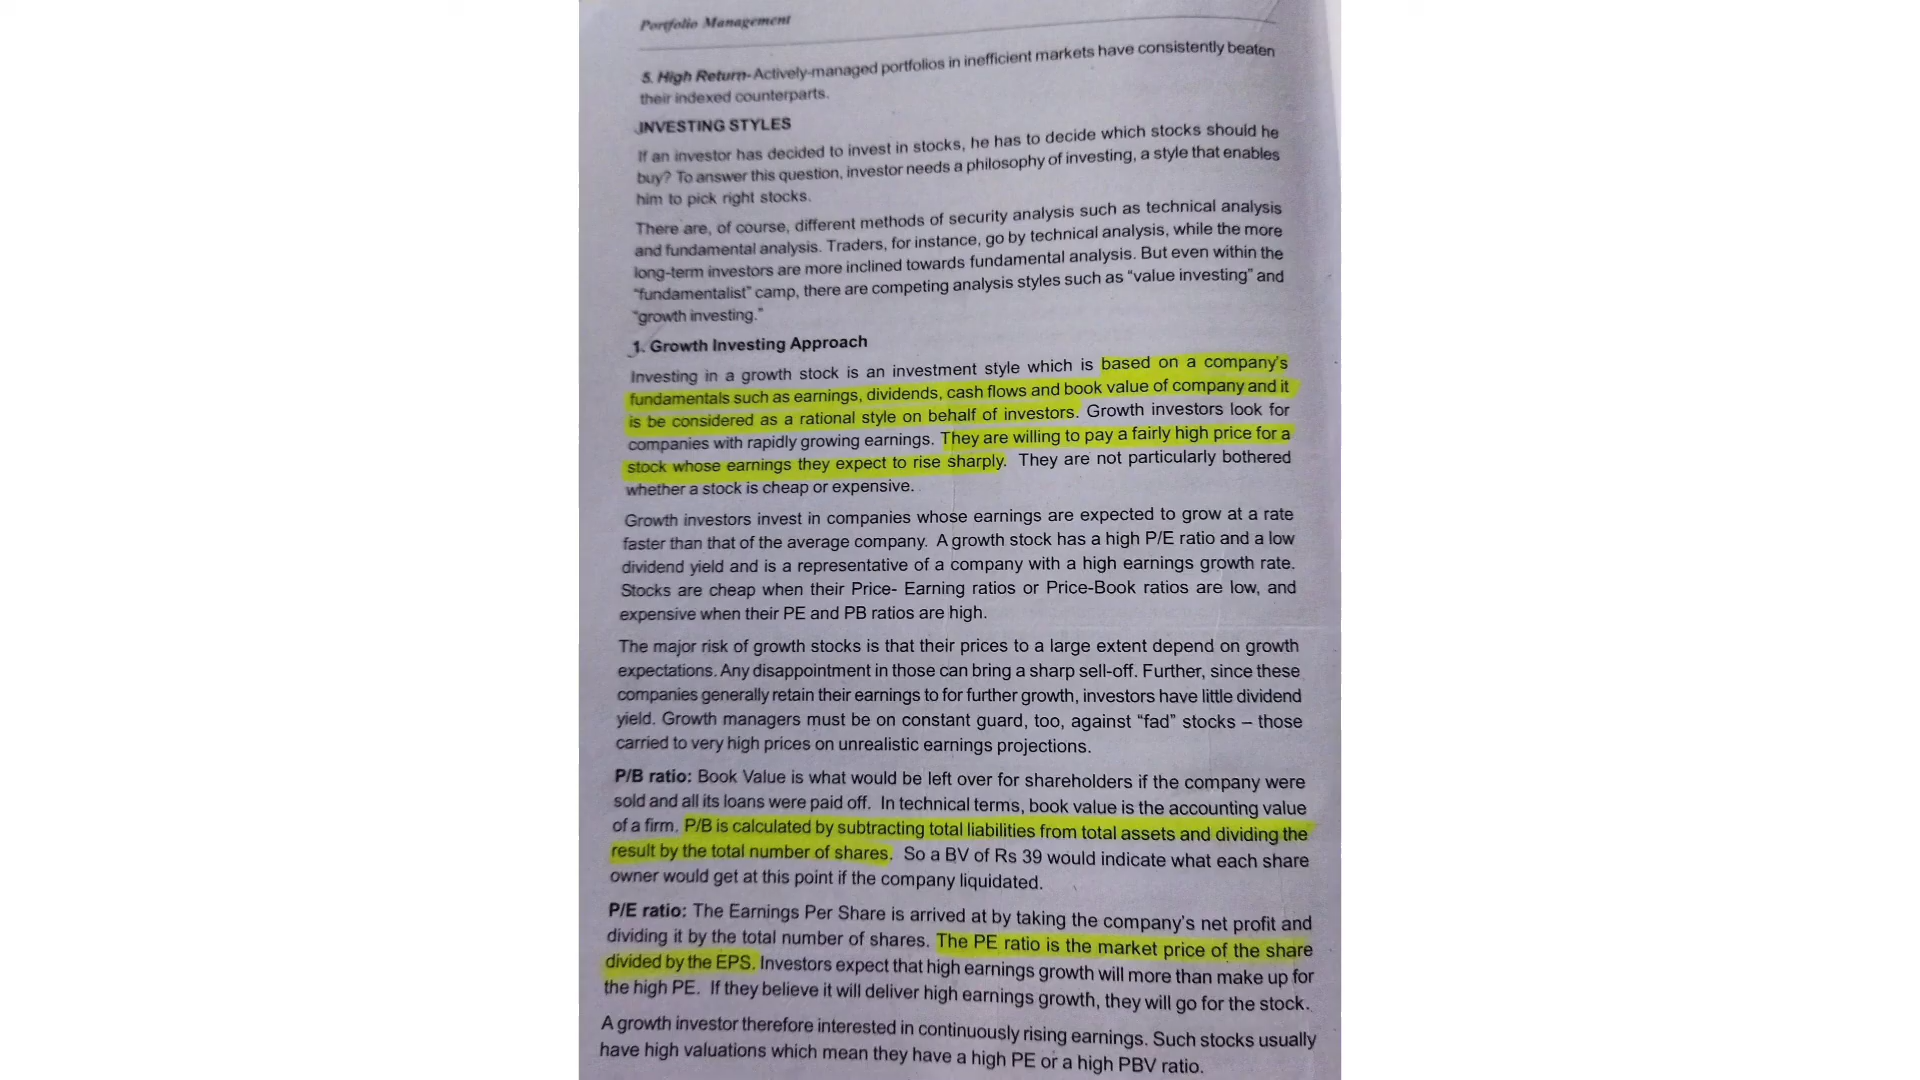 Portfolio Management
5. High Return- Actively-managed portfolios in inefficient markets have consistently beaten
their indexed counterparts.
INVESTING STYLES
If an investor has decided to invest in stocks, he has to decide which stocks should he
buy? To answer this question, investor needs a philosophy of investing, a style that enables
him to pick right stocks.
There are, of course, different methods of security analysis such as technical analysis
and fundamental analysis. Traders, for instance, go by technical analysis, while the more
long-term investors are more inclined towards fundamental analysis. But even within the
"fundamentalist" camp, there are competing analysis styles such as "value investing" and
"growth investing."
1. Growth Investing Approach
Investing in a growth stock is an investment style which is based on a company's
fundamentals such as earnings, dividends, cash flows and book value of company and it
is be considered as a rational style on behalf of investors. Growth investors look for
companies with rapidly growing earnings. They are willing to pay a fairly high price for a
stock whose earnings they expect to rise sharply. They are not particularly bothered
whether a stock is cheap or expensive.
Growth investors invest in companies whose earnings are expected to grow at a rate
faster than that of the average company. A growth stock has a high P/E ratio and a low
dividend yield and is a representative of a company with a high earnings growth rate.
Stocks are cheap when their Price- Earning ratios or Price-Book ratios are low, and
expensive when their PE and PB ratios are high.
The major risk of growth stocks is that their prices to a large extent depend on growth
expectations. Any disappointment in those can bring a sharp sell-off. Further, since these
companies generally retain their earnings to for further growth, investors have little dividend
yield. Growth managers must be on constant guard, too, against "fad" stocks – those
carried to very high prices on unrealistic earnings projections.
P/B ratio: Book Value is what would be left over for shareholders if the company were
sold and all its loans were paid off. In technical terms, book value is the accounting value
of a firm. P/B is calculated by subtracting total liabilities from total assets and dividing the
result by the total number of shares. So a BV of Rs 39 would indicate what each share
owner would get at this point if the company liquidated.
P/E ratio: The Earnings Per Share is arrived at by taking the company's net profit and
dividing it by the total number of shares. The PE ratio is the market price of the share
divided by the EPS. Investors expect that high earnings growth will more than make up for
the high PE. If they believe it will deliver high earnings growth, they will go for the stock.
A growth investor therefore interested in continuously rising earnings. Such stocks usually
have high valuations which mean they have a high PE or a high PBV ratio.